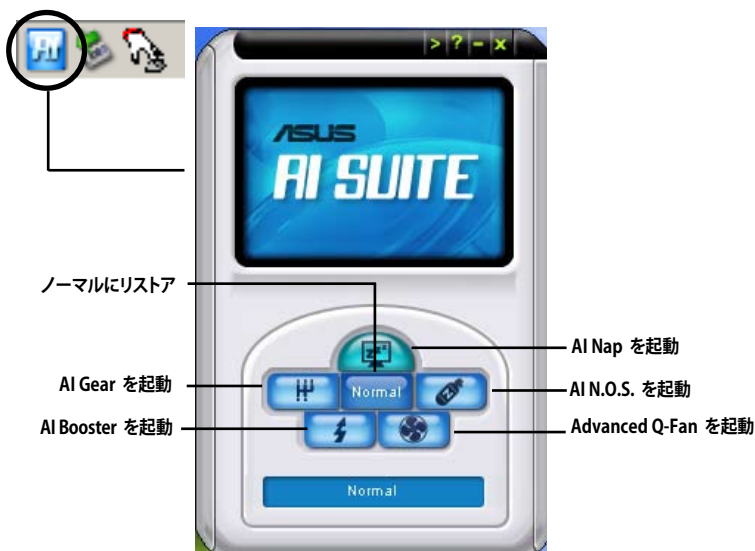 Ai
> ? - x
ASUS
AI SUITE
ノーマルにリストア
zzz
AI Nap を起動
AI Gear を起動
Normal
AI N.O.S. を起動
AI Booster を起動
Advanced Q-Fan を起動
Normal